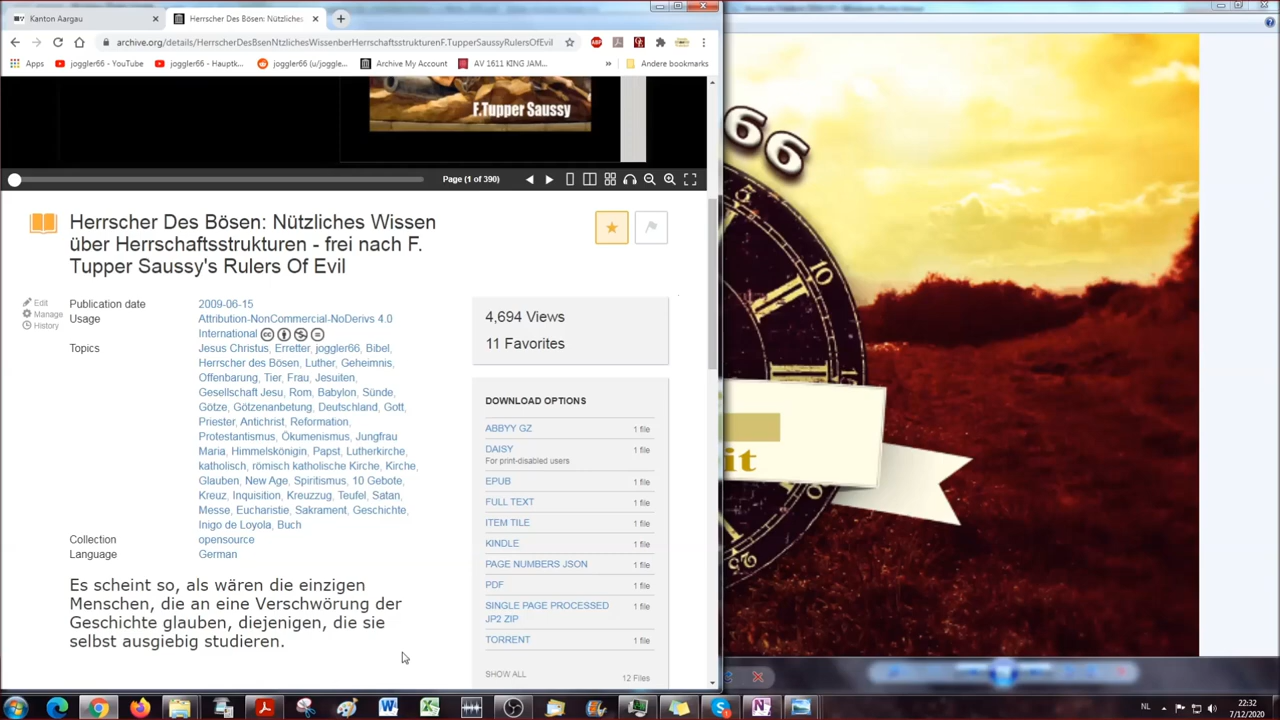 Kanton Aargau
Herrscher Des Bösen: Nützliches
archive.org/details/HerrscherDesBsenNtzlichesWissenberHerrschaftsstrukturenF.TupperSaussyRulersOfEvil
Apps
joggler66 - YouTube
joggler66 - Hauptk...
joggler66 (u/joggle...
Archive My Account
AV 1611 KING JAM...
»
Andere bookmarks
F.Tupper Saussy
Page (1 of 390)
Herrscher Des Bösen: Nützliches Wissen
über Herrschaftsstrukturen - frei nach F.
Tupper Saussy's Rulers Of Evil
Edit
Manage
History
Publication date 2009-06-15
Usage Attribution-NonCommercial-NoDerivs 4.0
International
Topics Jesus Christus, Erretter, joggler66, Bibel,
Herrscher des Bösen, Luther, Geheimnis,
Offenbarung, Tier, Frau, Jesuiten,
Gesellschaft Jesu, Rom, Babylon, Sünde,
Götze, Götzenanbetung, Deutschland, Gott,
Priester, Antichrist, Reformation,
Protestantismus, Ökumenismus, Jungfrau
Maria, Himmelskönigin, Papst, Lutherkirche,
katholisch, römisch katholische Kirche, Kirche,
Glauben, New Age, Spiritismus, 10 Gebote,
Kreuz, Inquisition, Kreuzzug, Teufel, Satan,
Messe, Eucharistie, Sakrament, Geschichte,
Inigo de Loyola, Buch
Collection opensource
Language German
Es scheint so, als wären die einzigen
Menschen, die an eine Verschwörung der
Geschichte glauben, diejenigen, die sie
selbst ausgiebig studieren.
4,694 Views
11 Favorites
DOWNLOAD OPTIONS
ABBYY GZ 1 file
DAISY 1 file
For print-disabled users
EPUB 1 file
FULL TEXT 1 file
ITEM TILE 1 file
KINDLE 1 file
PAGE NUMBERS JSON 1 file
PDF 1 file
SINGLE PAGE PROCESSED 1 file
JP2 ZIP
TORRENT 1 file
SHOW ALL 12 Files
66
5
10
15
20
25
it
NL
22:32
7/12/2020